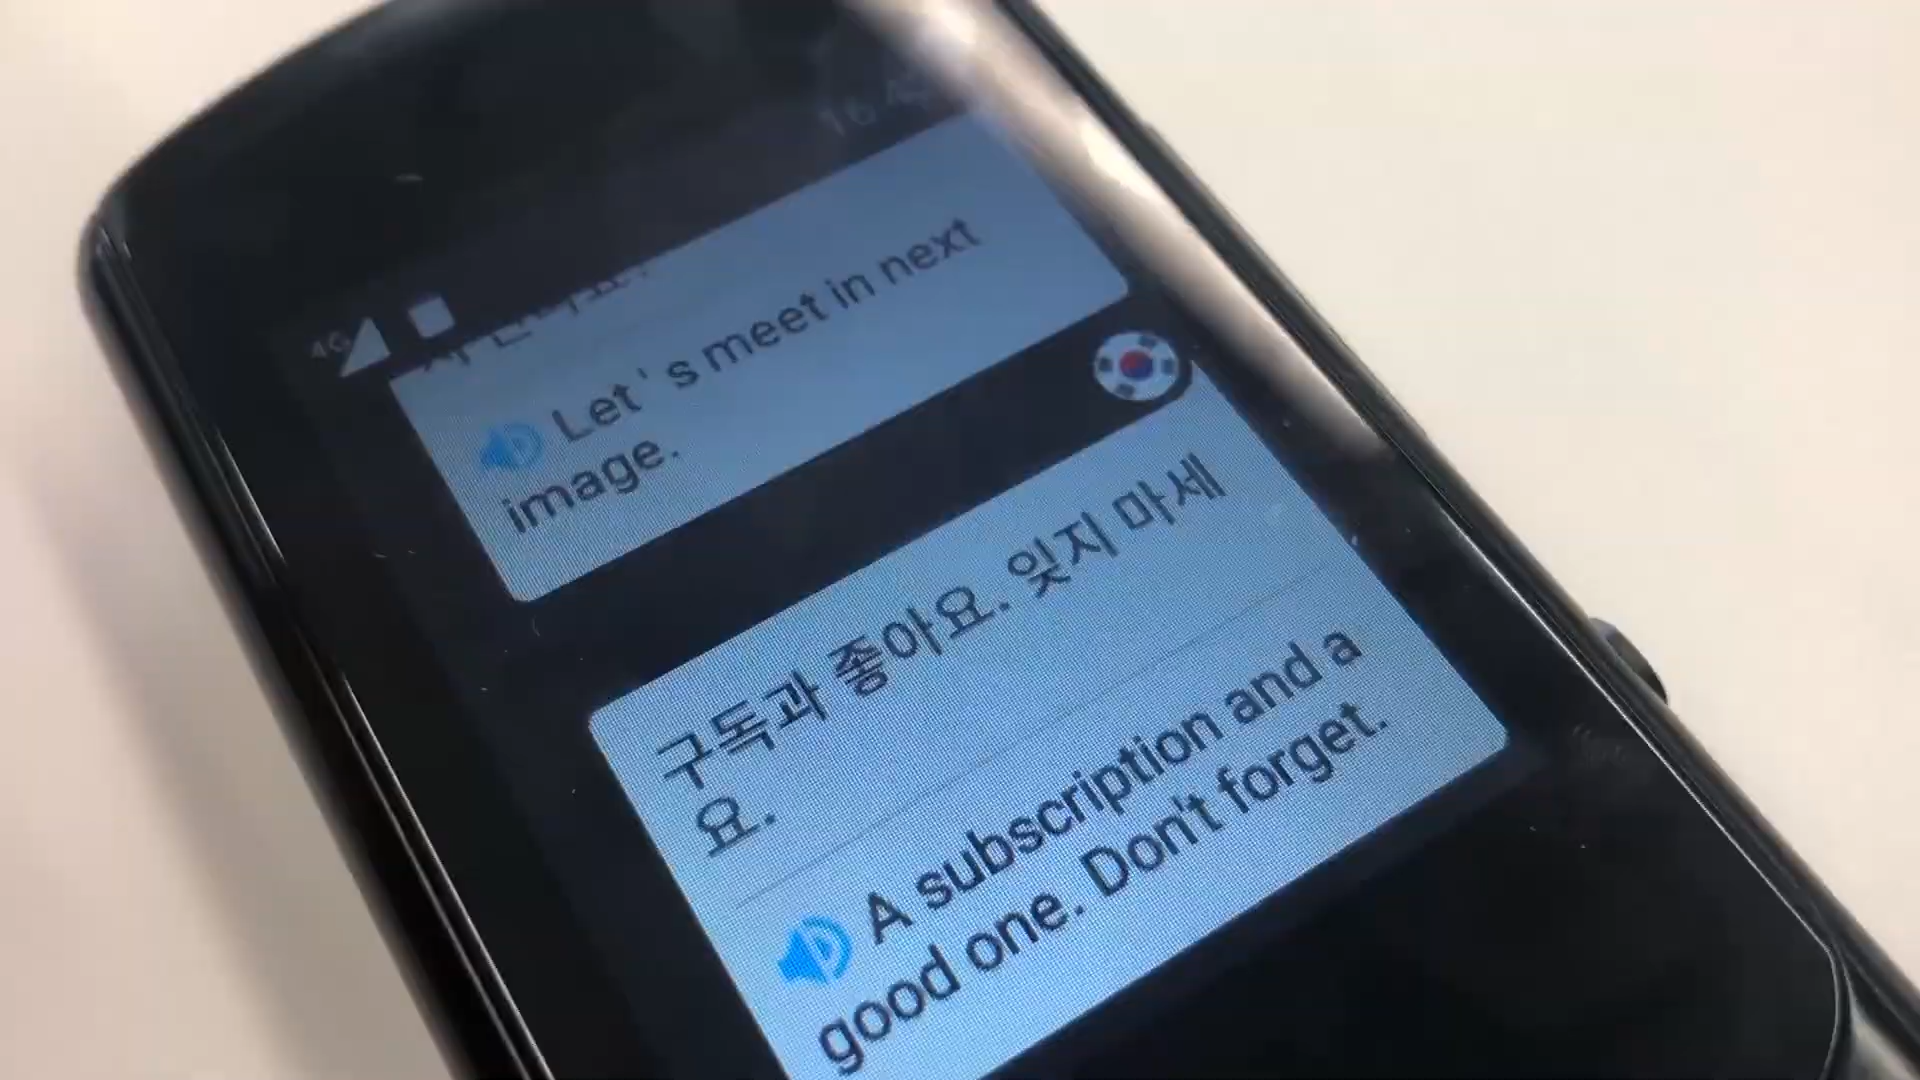 4G
Let's meet in next
image.
구독과 좋아요. 잊지 마세
요.
A subscription and a
good one. Don't forget.